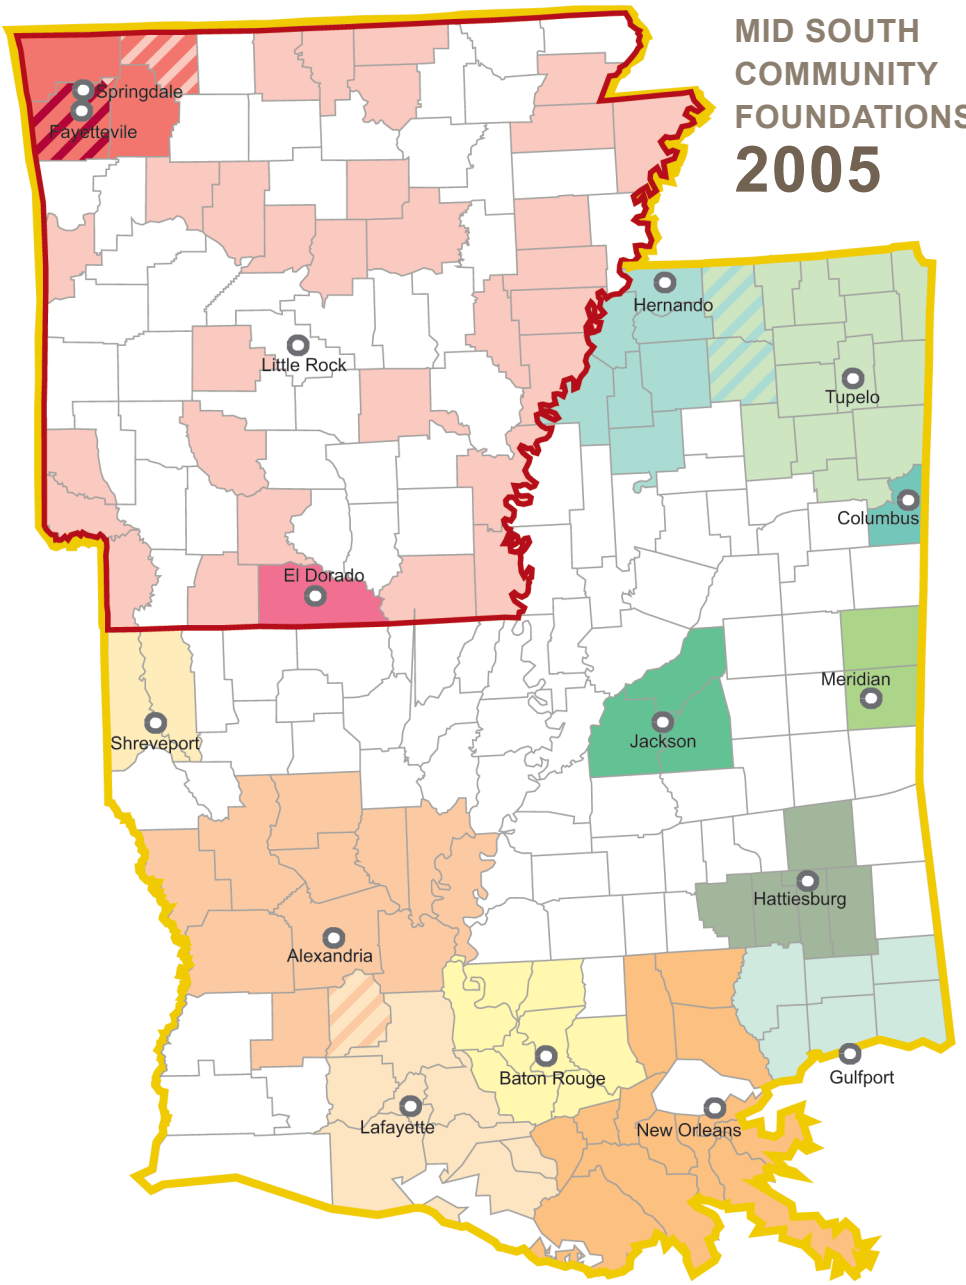 MID SOUTH
COMMUNITY
FOUNDATIONS
2005
Springdale
Fayettevile
Hernando
Little Rock
Tupelo
Columbus
El Dorado
Meridian
Shreveport
Jackson
Hattiesburg
Alexandria
Gulfport
Baton Rouge
Lafayette
New Orleans